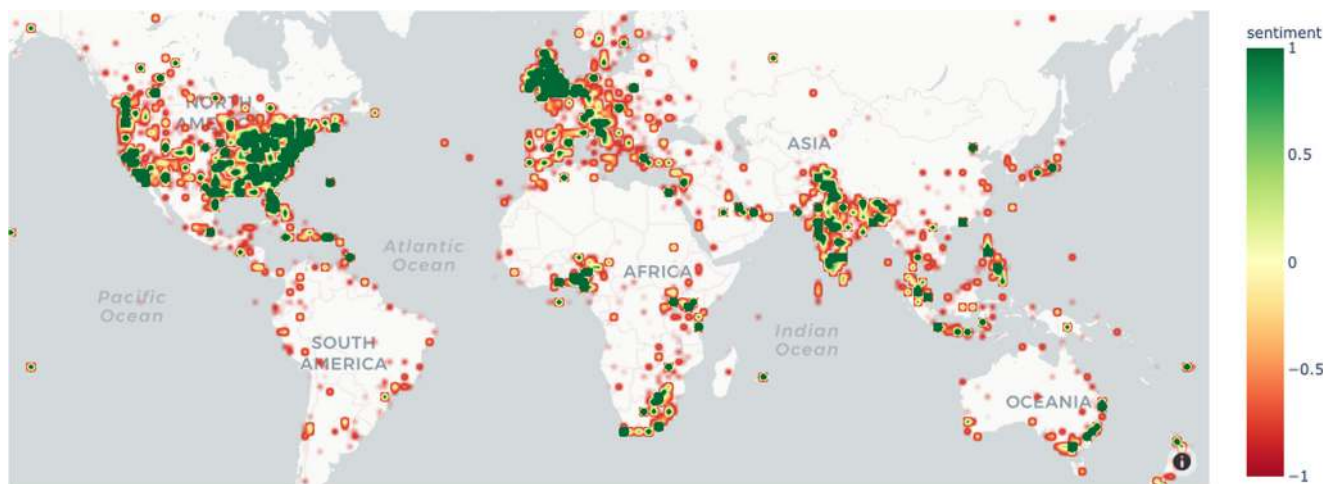 sentiment
1
0.5
0
−0.5
−1
NORTH
AMERICA
ASIA
Atlantic
Ocean
AFRICA
Pacific
Ocean
Indian
Ocean
SOUTH
AMERICA
OCEANIA
i